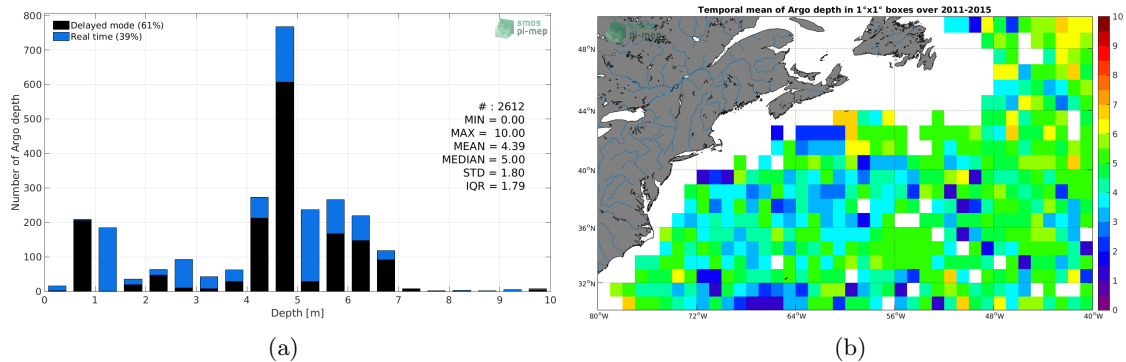 Delayed mode (61%)
Real time (39%)
smos
pi-mep
# : 2612
MIN = 0.00
MAX = 10.00
MEAN = 4.39
MEDIAN = 5.00
STD = 1.80
IQR = 1.79
Number of Argo depth
800
700
600
500
400
300
200
100
0
0 1 2 3 4 5 6 7 8 9 10
Depth [m]
(a)
Temporal mean of Argo depth in 1°x1° boxes over 2011-2015
smos
pi-mep
48°N
44°N
40°N
36°N
32°N
80°W 72°W 64°W 56°W 48°W 40°W
10
9
8
7
6
5
4
3
2
1
0
(b)